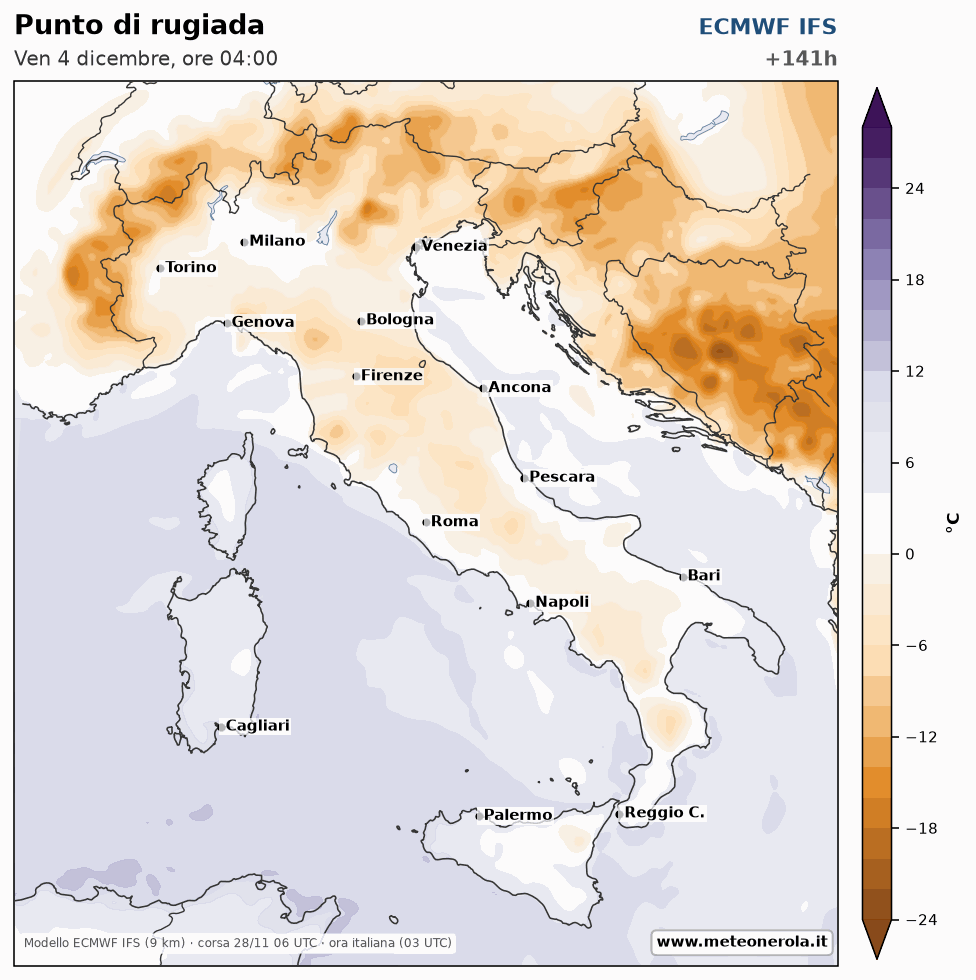 Punto di rugiada
ECMWF IFS
Ven 4 dicembre, ore 04:00
+141h
Milano
Venezia
Torino
Genova
Bologna
Firenze
Ancona
Pescara
Roma
Bari
Napoli
Cagliari
Palermo
Reggio C.
24
18
12
6
0
−6
−12
−18
−24
°C
Modello ECMWF IFS (9 km) · corsa 28/11 06 UTC · ora italiana (03 UTC)
www.meteonerola.it